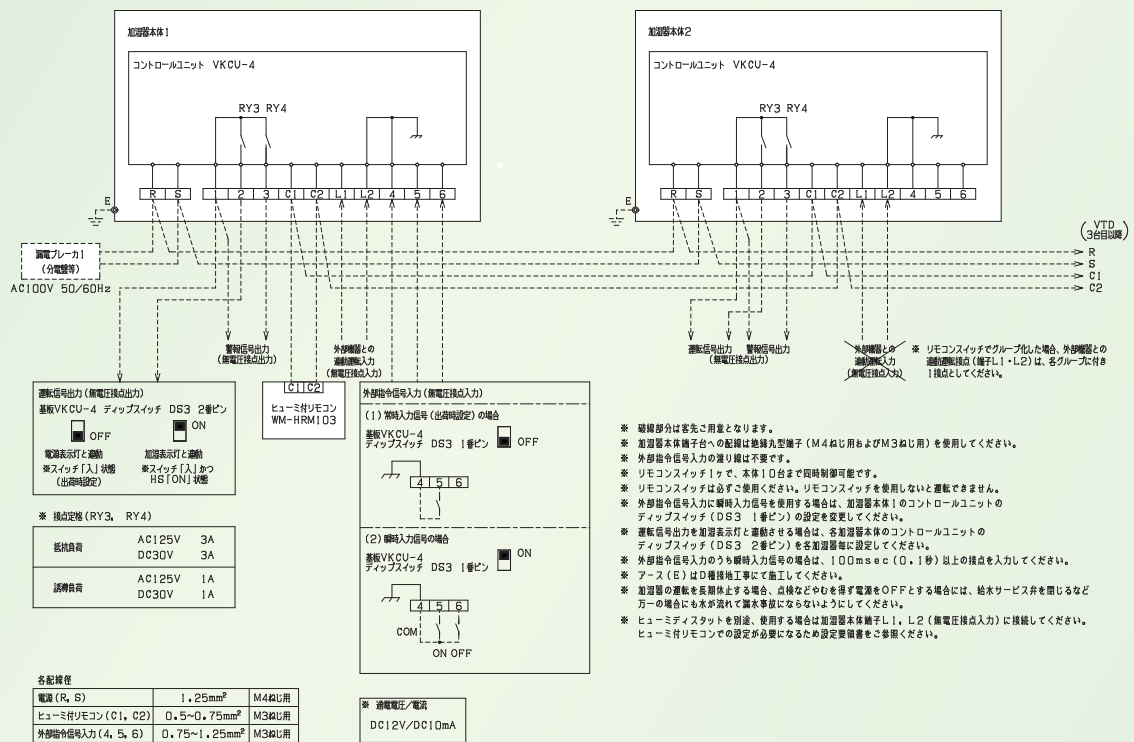 加湿器本体1
コントロールユニット VKCU-4
RY3 RY4
R S 1 2 3 C1 C2 L1 L2 4 5 6
E
加湿器本体2
コントロールユニット VKCU-4
RY3 RY4
R S 1 2 3 C1 C2 L1 L2 4 5 6
E
漏電ブレーカ1
(分電盤等)
AC100V 50/60Hz
VTD
3台目以降
R
S
C1
C2
警報信号出力
(無電圧接点出力)
外部機器との
連動運転入力
(無電圧接点入力)
運転信号出力 警報信号出力
(無電圧接点出力)
外部機器との
連動運転入力
(無電圧接点入力)
※ リモコンスイッチでグループ化した場合、外部機器との
連動運転接点(端子L1・L2)は、各グループに付き
1接点としてください。
運転信号出力(無電圧接点出力)
基板VKCU-4 ディップスイッチ DS3 2番ピン
OFF
ON
電源表示灯と連動
※スイッチ「入」状態
(出荷時設定)
加湿表示灯と連動
※スイッチ「入」かつ
HS「ON」状態
C1 C2
ヒューミ付リモコン
WM-HRM103
外部指令信号入力(無電圧接点入力)
(1)常時入力信号(出荷時設定)の場合
基板VKCU-4
ディップスイッチ DS3 1番ピン
OFF
4 5 6
(2)瞬時入力信号の場合
基板VKCU-4
ディップスイッチ DS3 1番ピン
ON
4 5 6
COM
ON OFF
※ 接点定格(RY3, RY4)
抵抗負荷
AC125V 3A
DC30V 3A
誘導負荷
AC125V 1A
DC30V 1A
※ 破線部分は客先ご用意となります。
※ 加湿器本体端子台への配線は絶縁丸型端子(M4ねじ用およびM3ねじ用)を使用してください。
※ 外部指令信号入力の渡り線は不要です。
※ リモコンスイッチ1ヶで、本体10台まで同時制御可能です。
※ リモコンスイッチは必ずご使用ください。リモコンスイッチを使用しないと運転できません。
※ 外部指令信号入力に瞬時入力信号を使用する場合は、加湿器本体1のコントロールユニットの
ディップスイッチ(DS3 1番ピン)の設定を変更してください。
※ 運転信号出力を加湿表示灯と連動させる場合は、各加湿器本体のコントロールユニットの
ディップスイッチ(DS3 2番ピン)を各加湿器毎に設定してください。
※ 外部指令信号入力のうち瞬時入力信号の場合は、100msec(0.1秒)以上の接点を入力してください。
※ アース(E)はD種接地工事にて施工してください。
※ 加湿器の運転を長期休止する場合、点検などやむを得ず電源をOFFとする場合には、給水サービス弁を閉じるなど
万一の場合にも水が流れて漏水事故にならないようにしてください。
※ ヒューミディスタットを別途、使用する場合は加湿器本体端子L1, L2(無電圧接点入力)に接続してください。
ヒューミ付リモコンでの設定が必要になるため設定要領書をご参照ください。
各配線径
電源(R, S) 1.25mm² M4ねじ用
ヒューミ付リモコン(C1, C2) 0.5~0.75mm² M3ねじ用
外部指令信号入力(4, 5, 6) 0.75~1.25mm² M3ねじ用
※ 適電電圧/電流
DC12V/DC10mA